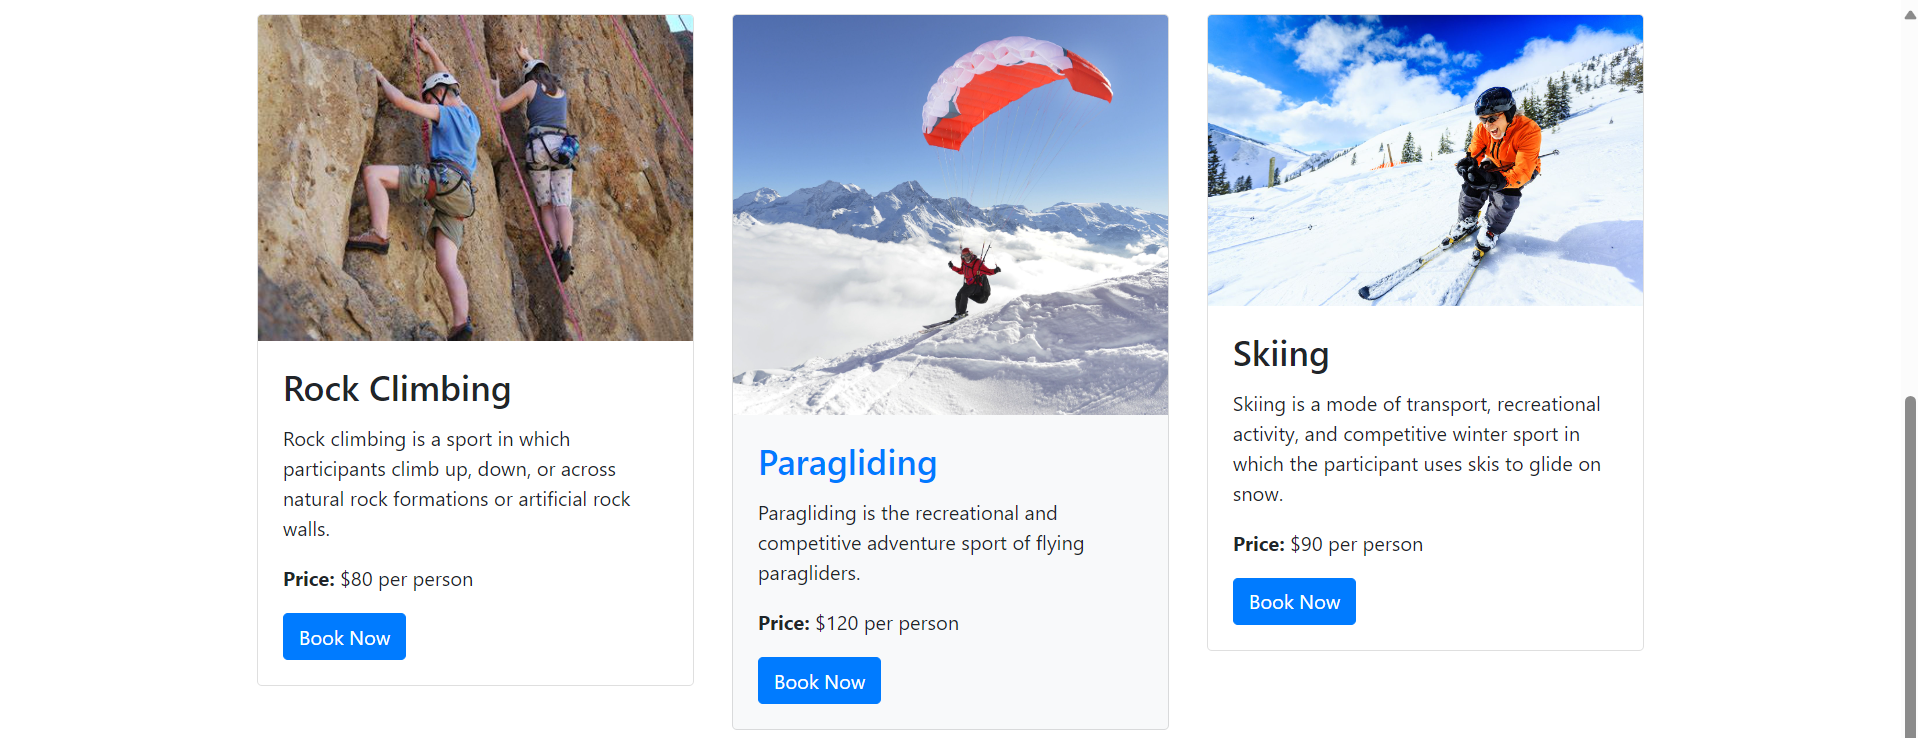 Rock Climbing
Rock climbing is a sport in which
participants climb up, down, or across
natural rock formations or artificial rock
walls.
Price: $80 per person
Book Now
Paragliding
Paragliding is the recreational and
competitive adventure sport of flying
paragliders.
Price: $120 per person
Book Now
Skiing
Skiing is a mode of transport, recreational
activity, and competitive winter sport in
which the participant uses skis to glide on
snow.
Price: $90 per person
Book Now